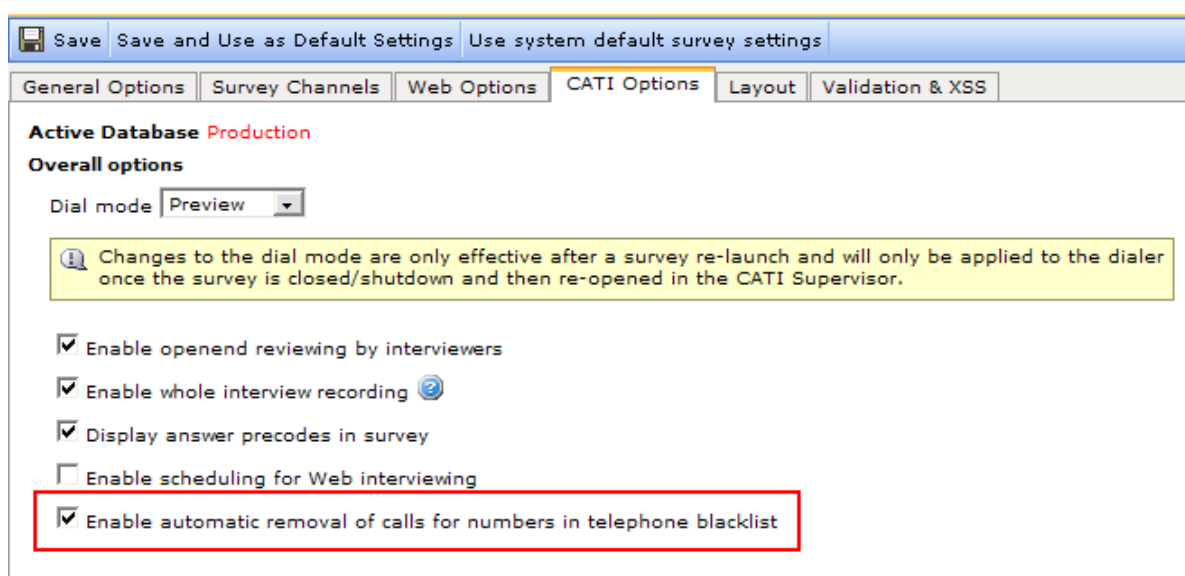 Save Save and Use as Default Settings Use system default survey settings
General Options Survey Channels Web Options CATI Options Layout Validation & XSS
Active Database Production
Overall options
Dial mode Preview
Changes to the dial mode are only effective after a survey re-launch and will only be applied to the dialer
once the survey is closed/shutdown and then re-opened in the CATI Supervisor.
Enable openend reviewing by interviewers
Enable whole interview recording
Display answer precodes in survey
Enable scheduling for Web interviewing
Enable automatic removal of calls for numbers in telephone blacklist